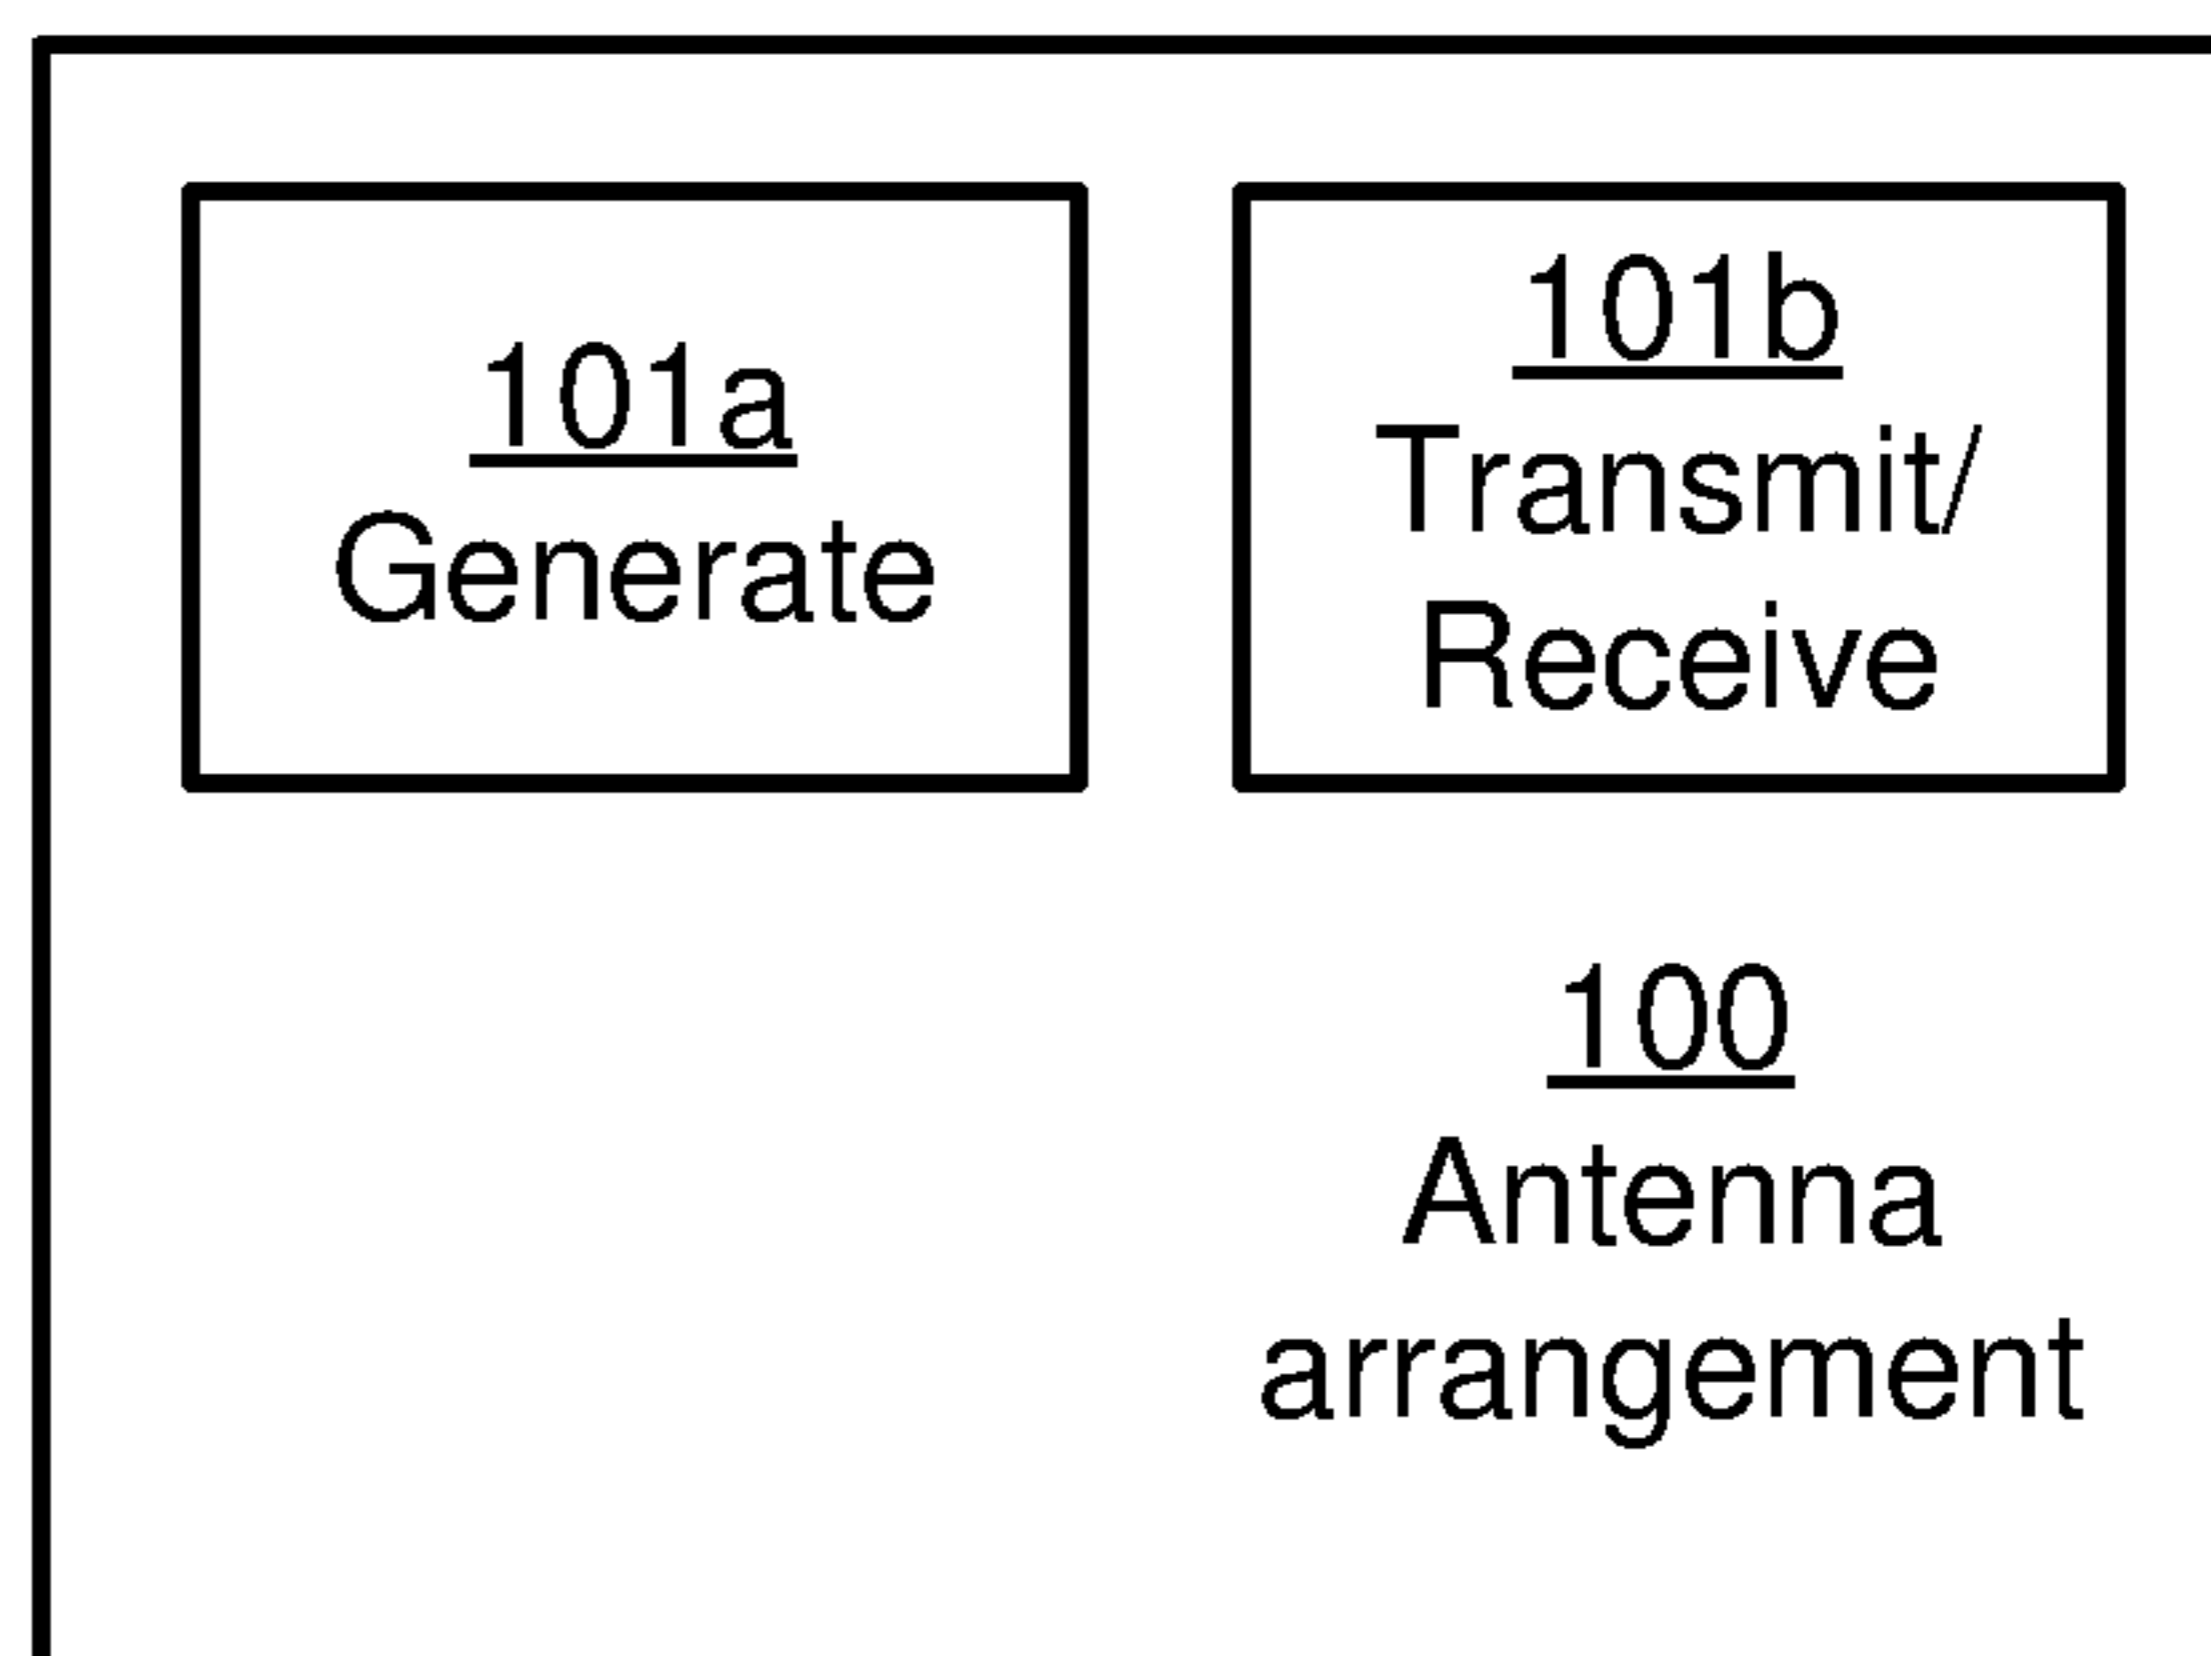 101a
Generate
101b
Transmit/
Receive
100
Antenna
arrangement